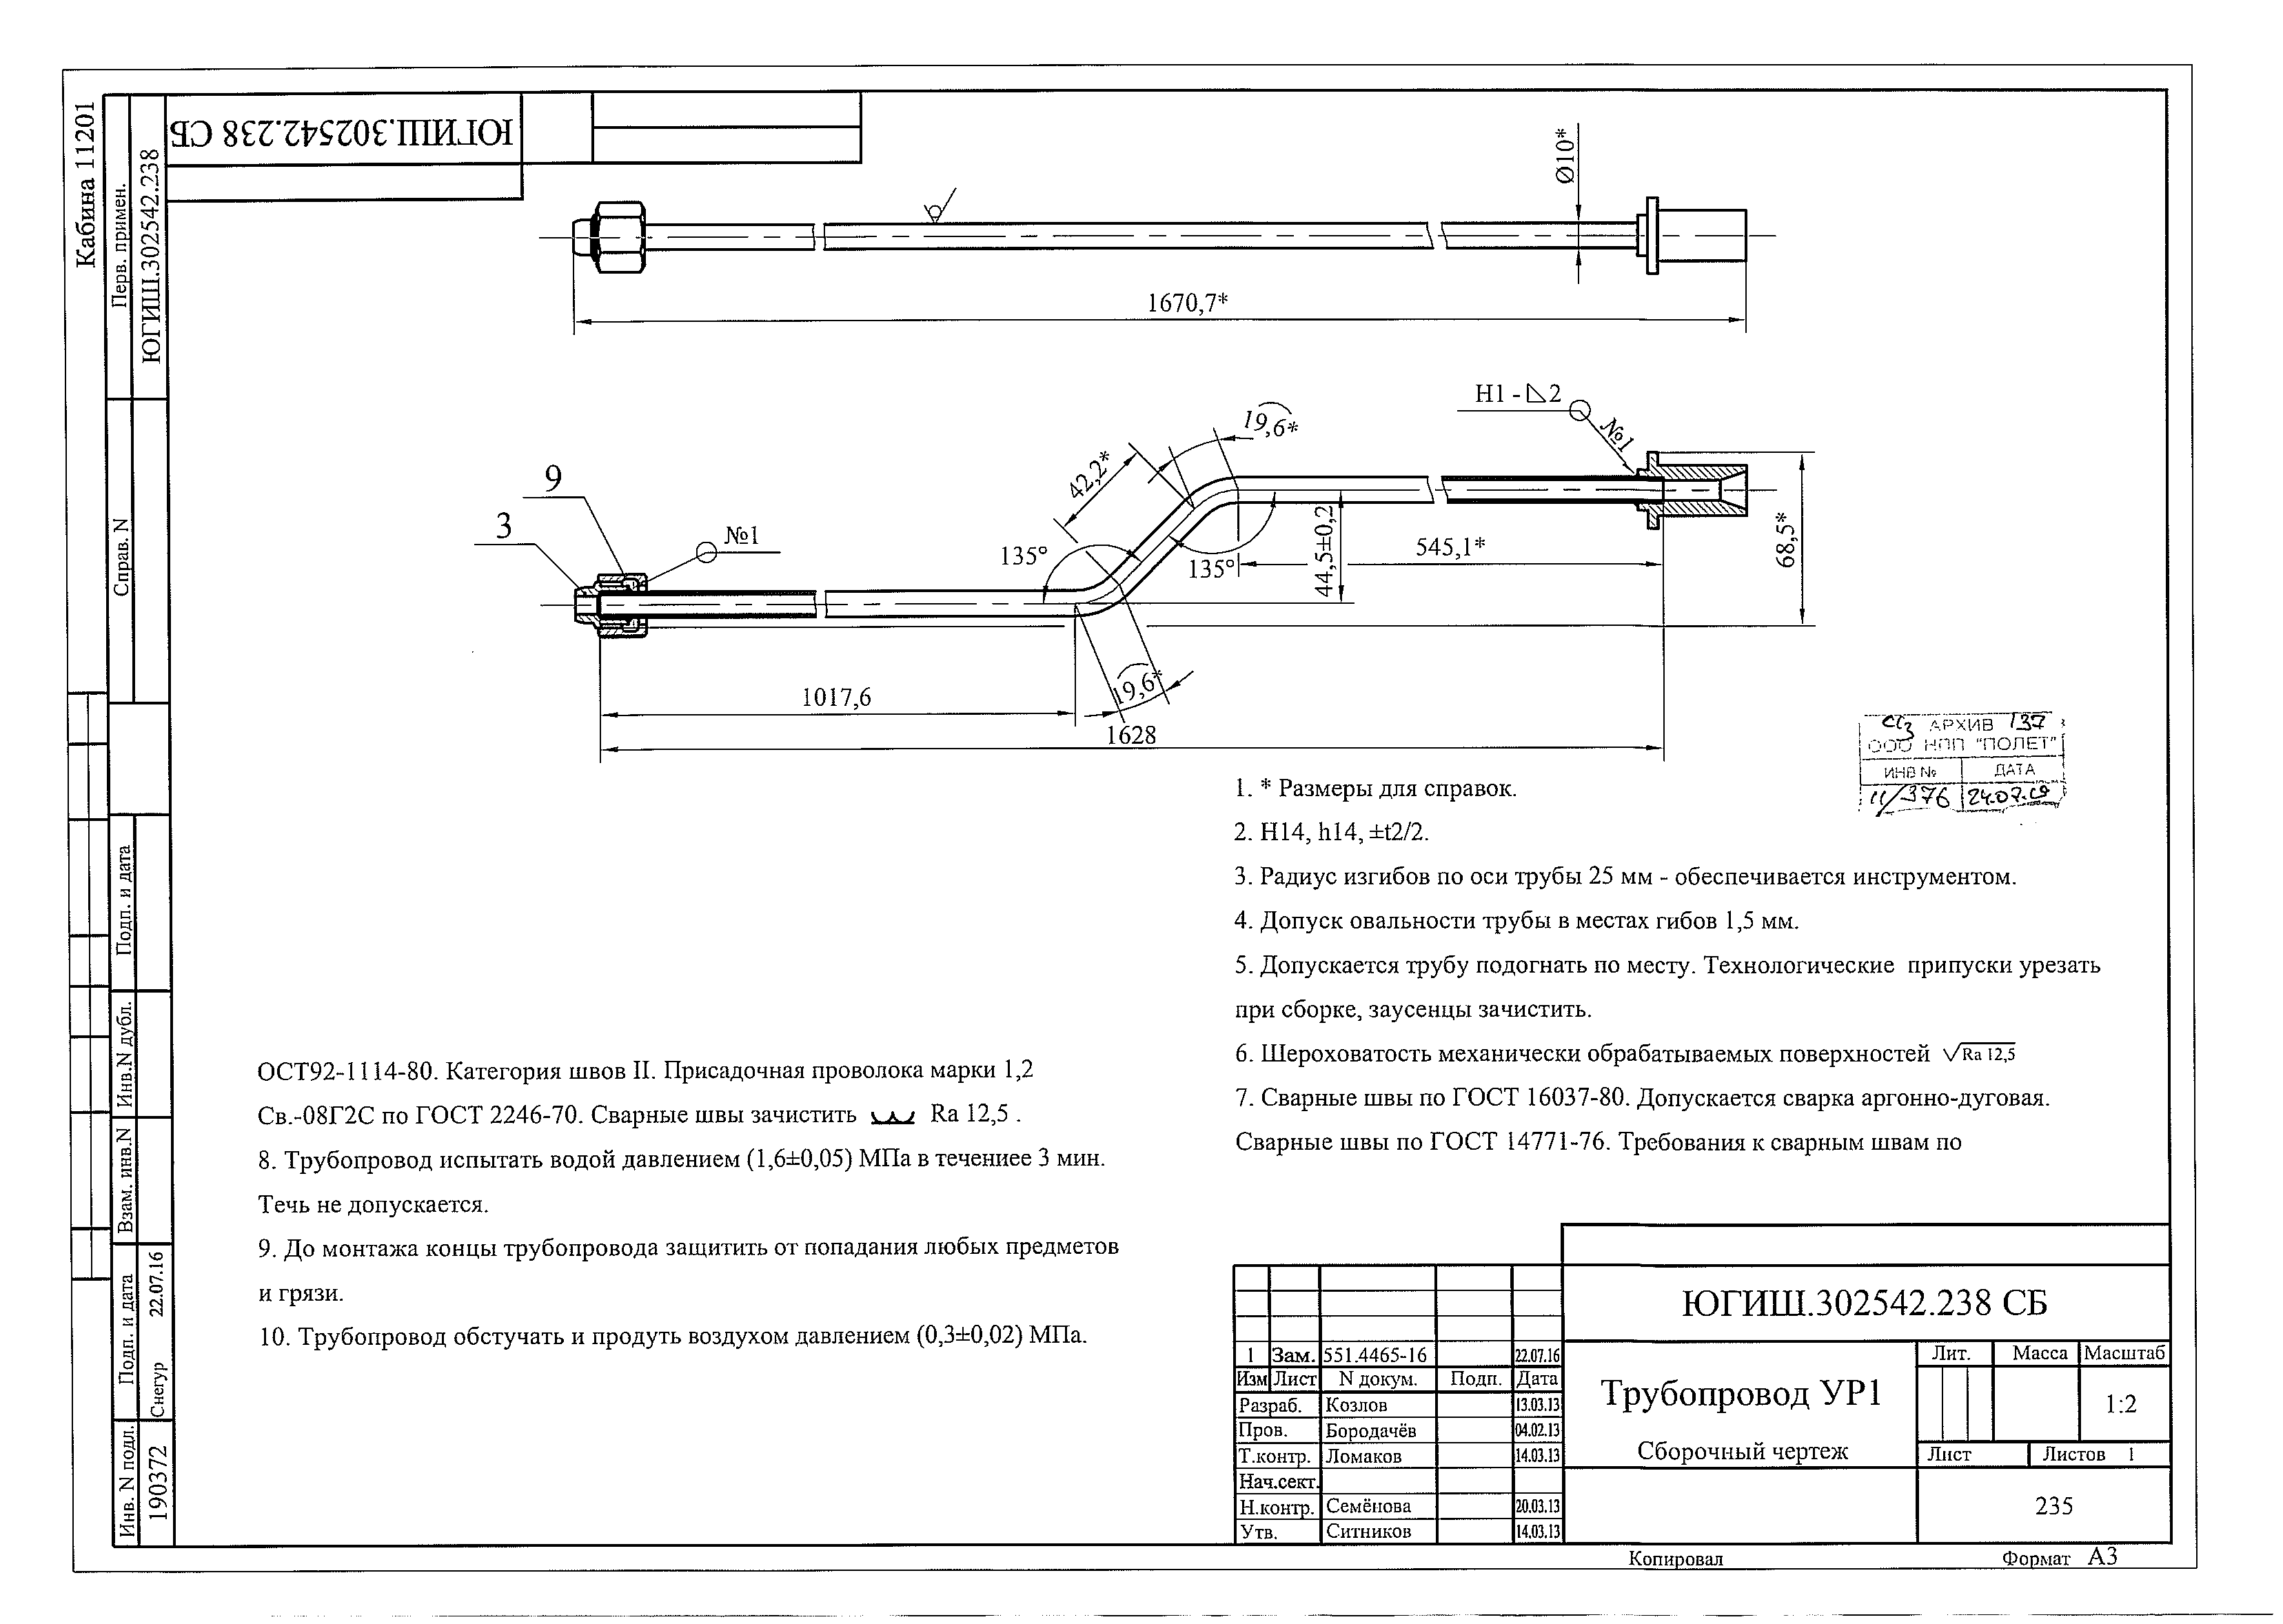 Кабина 11201
Перв. примен.
ЮГИШ.302542.238
Справ. N
Подп. и дата
Инв.N дубл.
Взам. инв.N
Подп. и дата
Снегур 22.07.16
Инв. N подл.
190372
ЮГИШ.302542.238 СБ
Ø10*
1670,7*
H1 - ⊿2
№1
19,6*
42,2*
9
3
№1
135°
135°
44,5±0,2
545,1*
68,5*
19,6*
1017,6
1628
АРХИВ 137
ООО НПП "ПОЛЕТ"
ИНВ № ДАТА
11/376 24.07.19
1. * Размеры для справок.
2. H14, h14, ±t2/2.
3. Радиус изгибов по оси трубы 25 мм - обеспечивается инструментом.
4. Допуск овальности трубы в местах гибов 1,5 мм.
5. Допускается трубу подогнать по месту. Технологические припуски урезать
при сборке, заусенцы зачистить.
6. Шероховатость механически обрабатываемых поверхностей √Ra 12,5
7. Сварные швы по ГОСТ 16037-80. Допускается сварка аргонно-дуговая.
Сварные швы по ГОСТ 14771-76. Требования к сварным швам по
ОСТ92-1114-80. Категория швов II. Присадочная проволока марки 1,2
Св.-08Г2С по ГОСТ 2246-70. Сварные швы зачистить Ra 12,5 .
8. Трубопровод испытать водой давлением (1,6±0,05) МПа в течениее 3 мин.
Течь не допускается.
9. До монтажа концы трубопровода защитить от попадания любых предметов
и грязи.
10. Трубопровод обстучать и продуть воздухом давлением (0,3±0,02) МПа.
ЮГИШ.302542.238 СБ
1 Зам. 551.4465-16 22.07.16
Изм Лист N докум. Подп. Дата
Разраб. Козлов 13.03.13
Пров. Бородачёв 04.02.13
Т.контр. Ломаков 14.03.13
Нач.сект.
Н.контр. Семёнова 20.03.13
Утв. Ситников 14.03.13
Трубопровод УР1
Сборочный чертеж
Лит. Масса Масштаб
1:2
Лист Листов 1
235
Копировал Формат А3